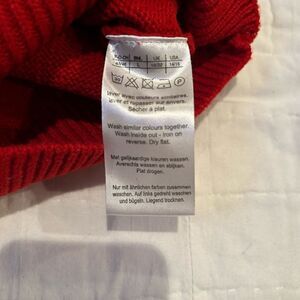 UK
USA
L
laver avec couleurs similaires.
laver et repasser sur envers.
Sécher à plat.
Wash similar colours together.
Wash inside out - Iron on
reverse. Dry flat.
Met gelijkaardige kleuren wassen.
Averechts wassen en strijken.
Plat drogen.
Nur mit ähnlichen farben zusammen
waschen. Auf links gedreht waschen
und bügeln. Liegend trocknen.